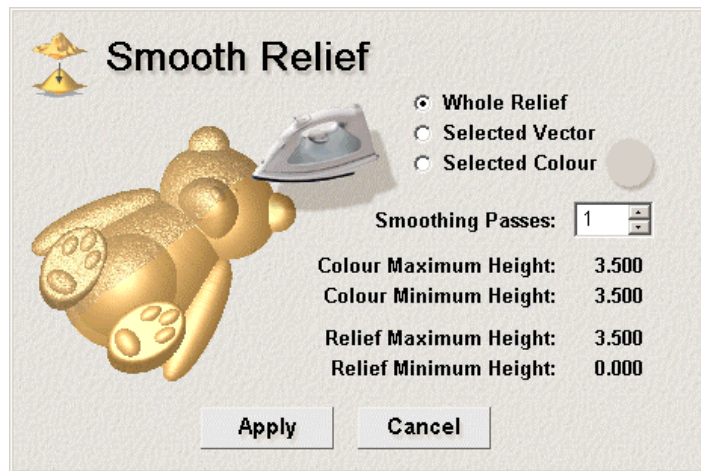 Smooth Relief
Whole Relief
Selected Vector
Selected Colour
Smoothing Passes: 1
Colour Maximum Height: 3.500
Colour Minimum Height: 3.500
Relief Maximum Height: 3.500
Relief Minimum Height: 0.000
Apply Cancel